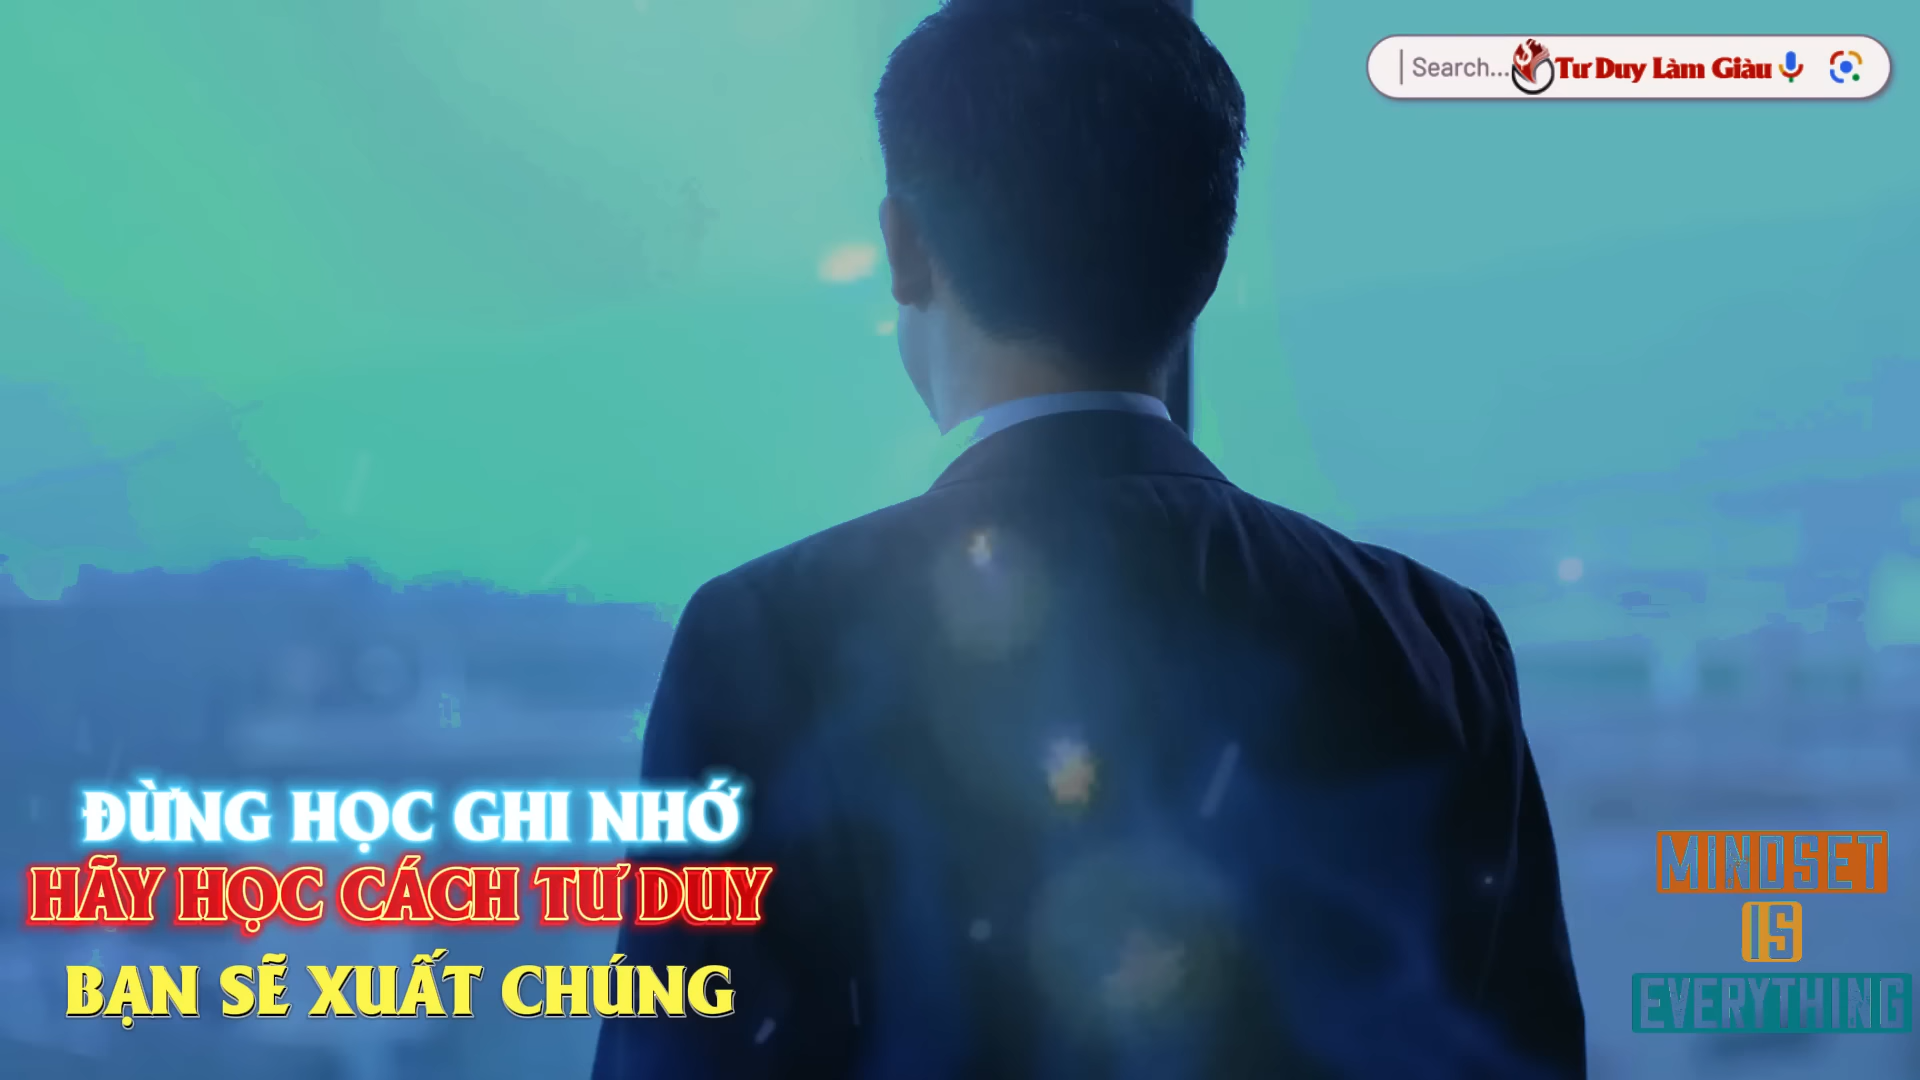 Search... Tư Duy Làm Giàu
ĐỪNG HỌC GHI NHỚ
HÃY HỌC CÁCH TƯ DUY
BẠN SẼ XUẤT CHÚNG
MINDSET
IS
EVERYTHING